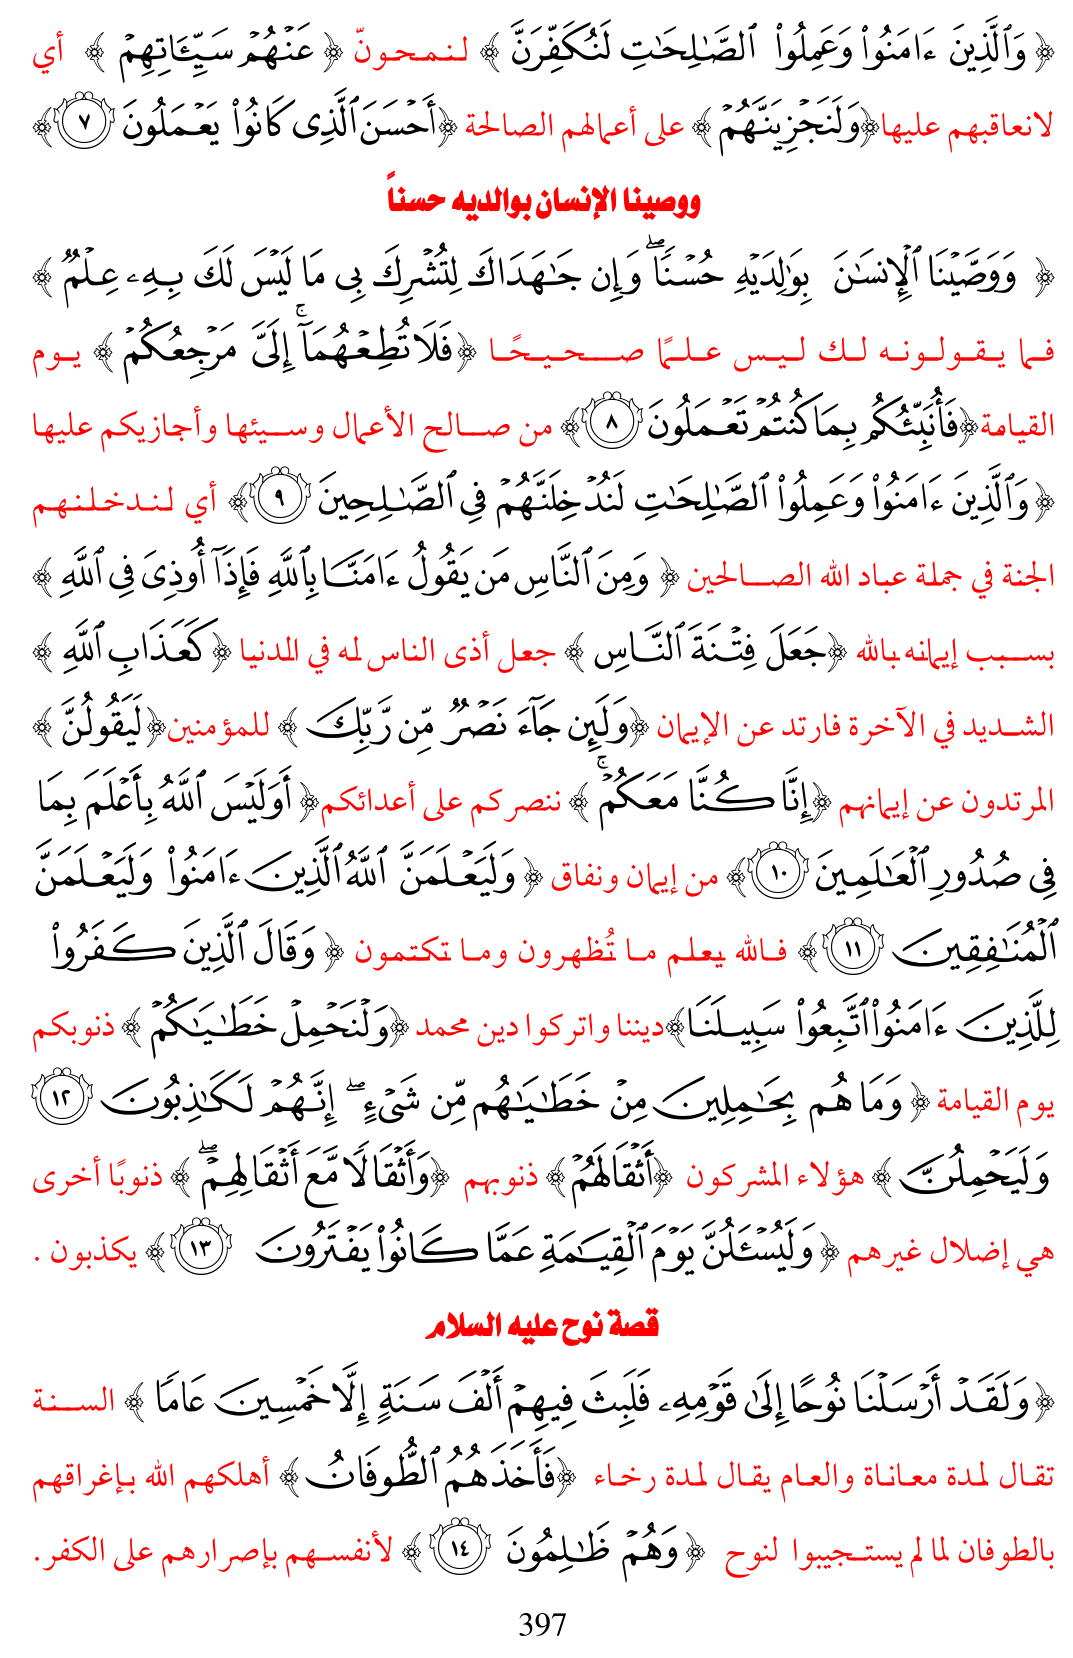 ﴿ وَٱلَّذِينَ ءَامَنُوا۟ وَعَمِلُوا۟ ٱلصَّـٰلِحَـٰتِ لَنُكَفِّرَنَّ ﴾ لنمحونّ ﴿ عَنْهُمْ سَيِّـَٔاتِهِمْ ﴾ أي
لانعاقبهم عليها﴿وَلَنَجْزِيَنَّهُمْ ﴾ على أعمالهم الصالحة ﴿أَحْسَنَ ٱلَّذِى كَانُوا۟ يَعْمَلُونَ ٧﴾
ووصينا الإنسان بوالديه حسناً
﴿ وَوَصَّيْنَا ٱلْإِنسَـٰنَ بِوَٰلِدَيْهِ حُسْنًا ۖ وَإِن جَـٰهَدَاكَ لِتُشْرِكَ بِى مَا لَيْسَ لَكَ بِهِۦ عِلْمٌ ﴾
فما يقولونه لك ليس علمًا صحيحًا ﴿فَلَا تُطِعْهُمَآ ۚ إِلَىَّ مَرْجِعُكُمْ ﴾ يوم
القيامة﴿فَأُنَبِّئُكُم بِمَا كُنتُمْ تَعْمَلُونَ ٨﴾ من صالح الأعمال وسيئها وأجازيكم عليها
﴿وَٱلَّذِينَ ءَامَنُوا۟ وَعَمِلُوا۟ ٱلصَّـٰلِحَـٰتِ لَنُدْخِلَنَّهُمْ فِى ٱلصَّـٰلِحِينَ ٩﴾ أي لندخلنهم
الجنة في جملة عباد الله الصالحين ﴿ وَمِنَ ٱلنَّاسِ مَن يَقُولُ ءَامَنَّا بِٱللَّهِ فَإِذَآ أُوذِىَ فِى ٱللَّهِ ﴾
بسبب إيمانه بالله ﴿جَعَلَ فِتْنَةَ ٱلنَّاسِ ﴾ جعل أذى الناس له في الدنيا ﴿كَعَذَابِ ٱللَّهِ ﴾
الشديد في الآخرة فارتد عن الإيمان ﴿وَلَئِن جَآءَ نَصْرٌ مِّن رَّبِّكَ ﴾ للمؤمنين﴿لَيَقُولُنَّ ﴾
المرتدون عن إيمانهم ﴿إِنَّا كُنَّا مَعَكُمْ ۚ ﴾ ننصركم على أعدائكم﴿ أَوَلَيْسَ ٱللَّهُ بِأَعْلَمَ بِمَا
فِى صُدُورِ ٱلْعَـٰلَمِينَ ١٠﴾ من إيمان ونفاق ﴿ وَلَيَعْلَمَنَّ ٱللَّهُ ٱلَّذِينَ ءَامَنُوا۟ وَلَيَعْلَمَنَّ
ٱلْمُنَـٰفِقِينَ ١١﴾ فالله يعلم ما تُظهرون وما تكتمون ﴿ وَقَالَ ٱلَّذِينَ كَفَرُوا۟
لِلَّذِينَ ءَامَنُوا۟ ٱتَّبِعُوا۟ سَبِيلَنَا﴾ديننا واتركوا دين محمد ﴿وَلْنَحْمِلْ خَطَـٰيَـٰكُمْ ﴾ ذنوبكم
يوم القيامة ﴿ وَمَا هُم بِحَـٰمِلِينَ مِنْ خَطَـٰيَـٰهُم مِّن شَىْءٍ ۖ إِنَّهُمْ لَكَـٰذِبُونَ ١٢
وَلَيَحْمِلُنَّ ﴾ هؤلاء المشركون ﴿أَثْقَالَهُمْ﴾ ذنوبهم ﴿وَأَثْقَالًا مَّعَ أَثْقَالِهِمْ ۖ ﴾ ذنوبًا أخرى
هي إضلال غيرهم ﴿ وَلَيُسْـَٔلُنَّ يَوْمَ ٱلْقِيَـٰمَةِ عَمَّا كَانُوا۟ يَفْتَرُونَ ١٣﴾ يكذبون .
قصة نوح عليه السلام
﴿وَلَقَدْ أَرْسَلْنَا نُوحًا إِلَىٰ قَوْمِهِۦ فَلَبِثَ فِيهِمْ أَلْفَ سَنَةٍ إِلَّا خَمْسِينَ عَامًا ﴾ السنة
تقال لمدة معاناة والعام يقال لمدة رخاء ﴿فَأَخَذَهُمُ ٱلطُّوفَانُ ﴾ أهلكهم الله بإغراقهم
بالطوفان لما لم يستجيبوا لنوح ﴿ وَهُمْ ظَـٰلِمُونَ ١٤ ﴾ لأنفسهم بإصرارهم على الكفر.
397